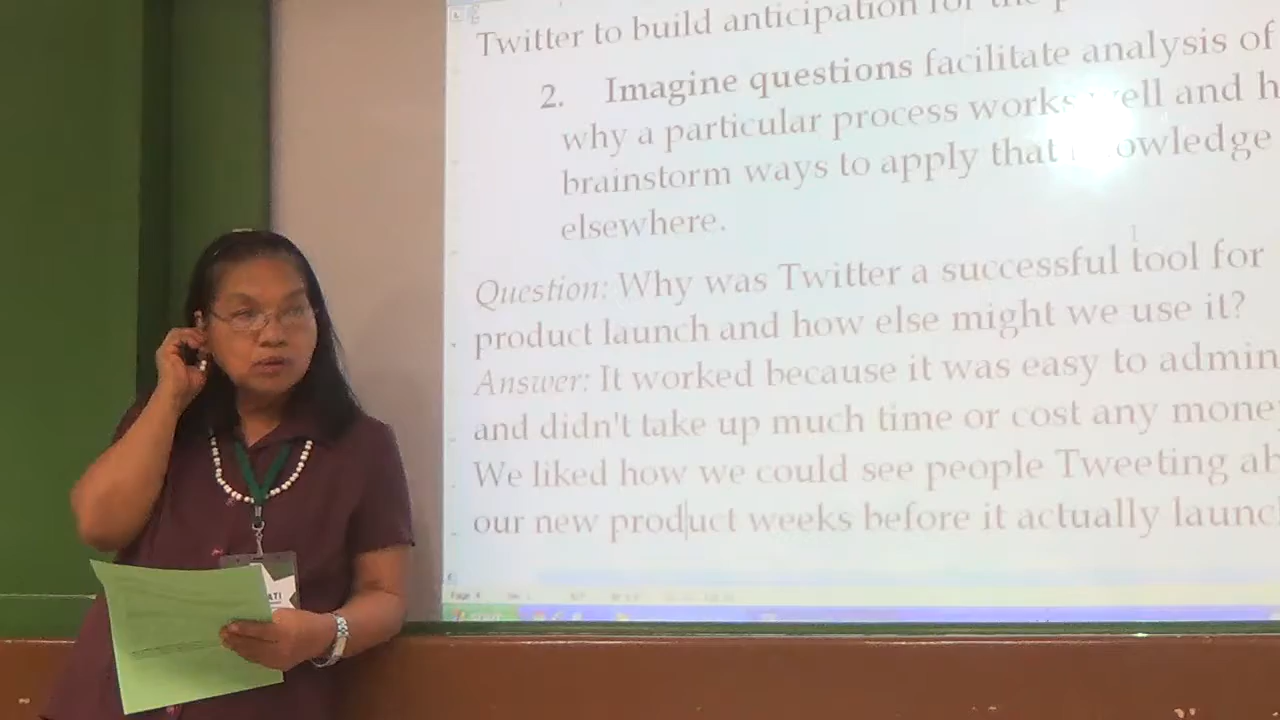 Twitter to build anticipation for the
2. Imagine questions facilitate analysis of
why a particular process works well and h
brainstorm ways to apply that knowledge
elsewhere.
Question: Why was Twitter a successful tool for
product launch and how else might we use it?
Answer: It worked because it was easy to admin
and didn't take up much time or cost any mone
We liked how we could see people Tweeting ab
our new product weeks before it actually launc
Page 4
ATI